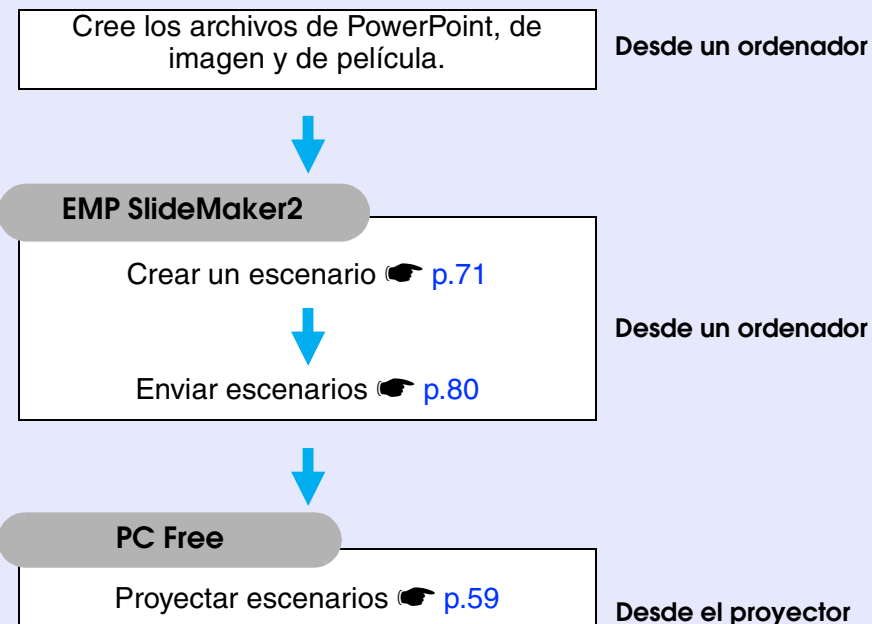 Cree los archivos de PowerPoint, de
imagen y de película.
Desde un ordenador
EMP SlideMaker2
Crear un escenario ☛ p.71
Desde un ordenador
Enviar escenarios ☛ p.80
PC Free
Proyectar escenarios ☛ p.59
Desde el proyector